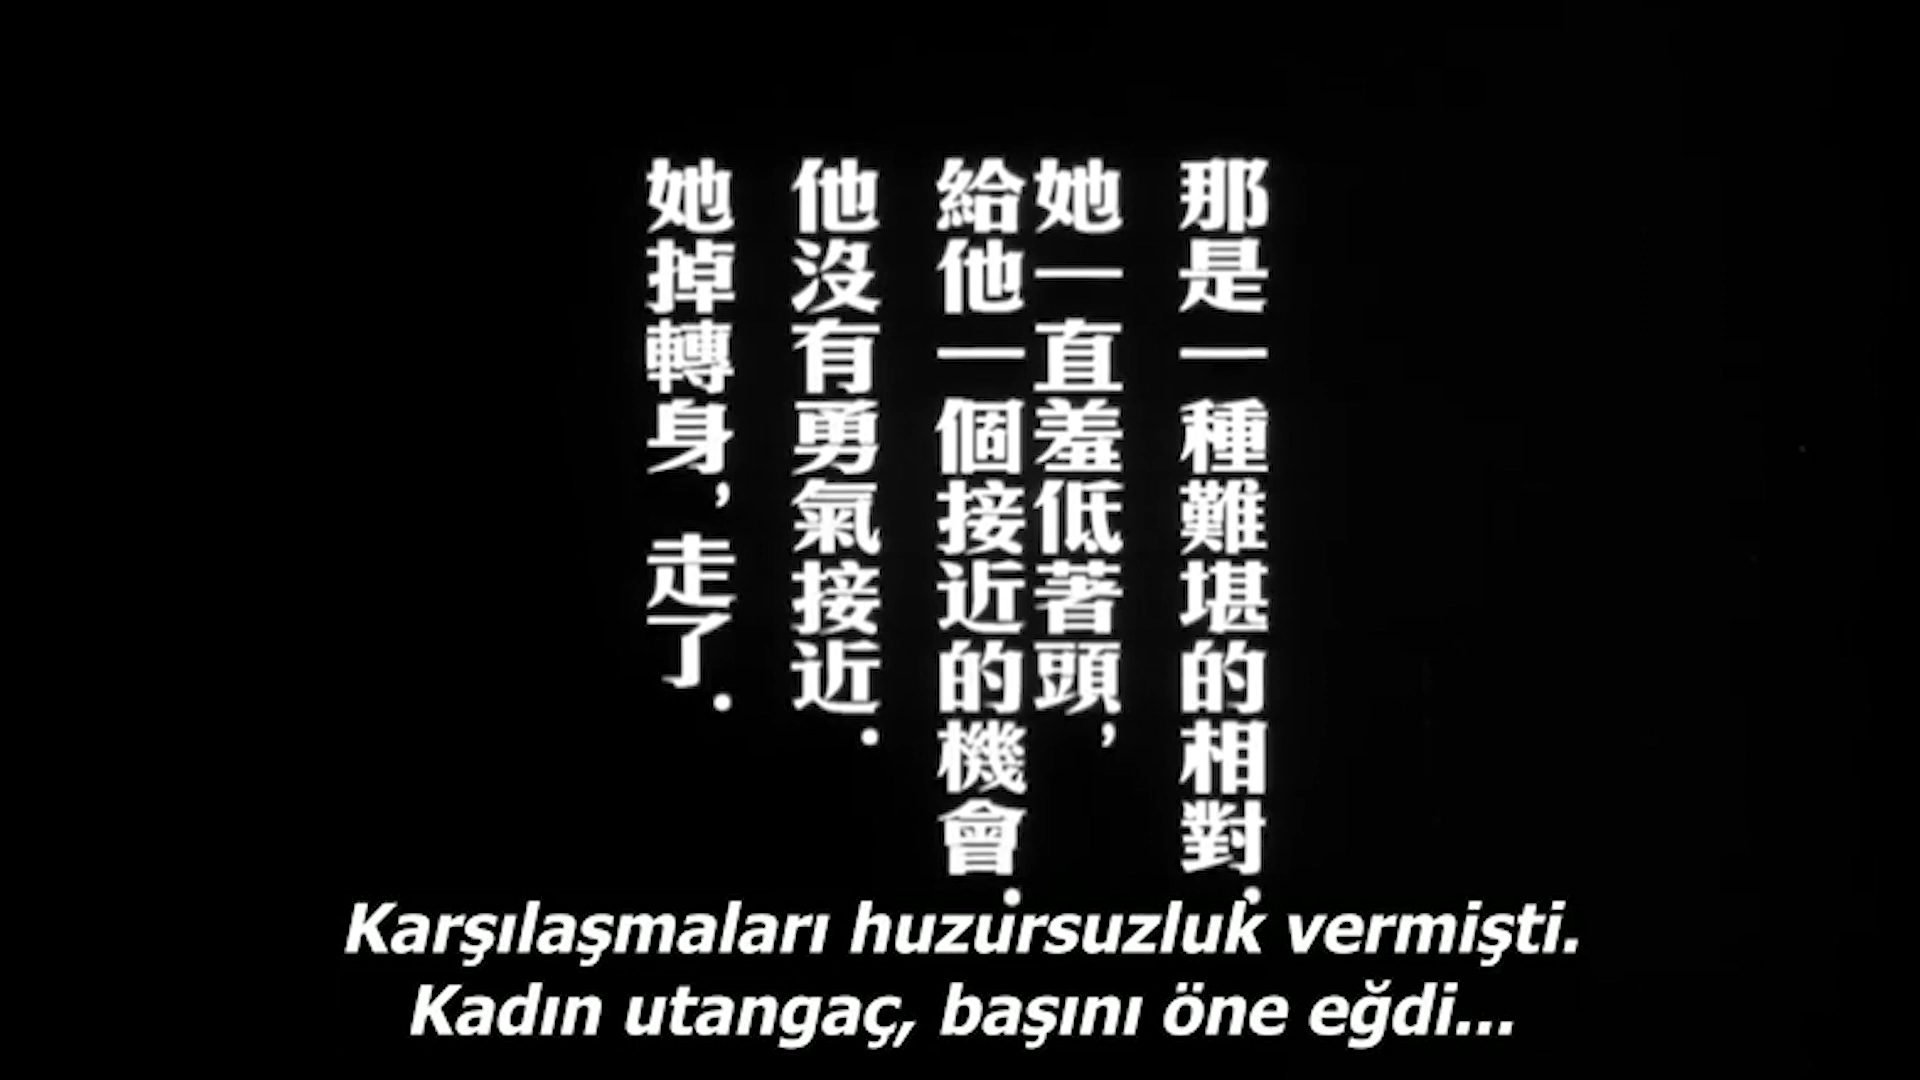 那是一種難堪的相對.
她一直羞低著頭,
給他一個接近的機會.
他沒有勇氣接近.
她掉轉身,走了.
Karşılaşmaları huzursuzluk vermişti.
Kadın utangaç, başını öne eğdi...